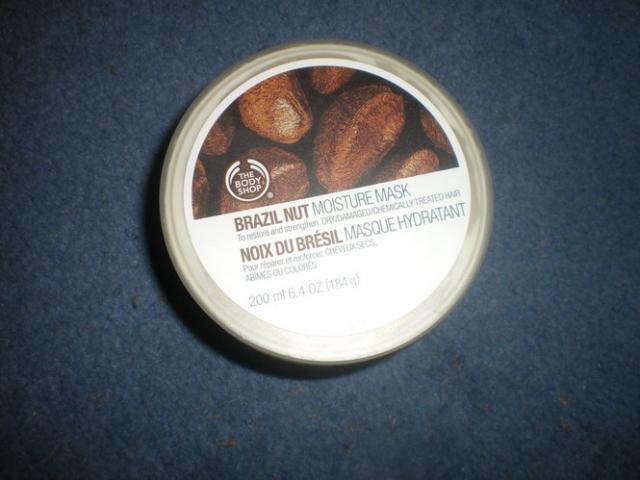 THE
BODY
SHOP®
BRAZIL NUT MOISTURE MASK
To restore and strengthen. DRY/DAMAGED/CHEMICALLY TREATED HAIR
NOIX DU BRÉSIL MASQUE HYDRATANT
Pour réparer et renforcer. CHEVEUX SECS,
ABÎMÉS OU COLORÉS
200 ml 6.4 OZ (184 g)